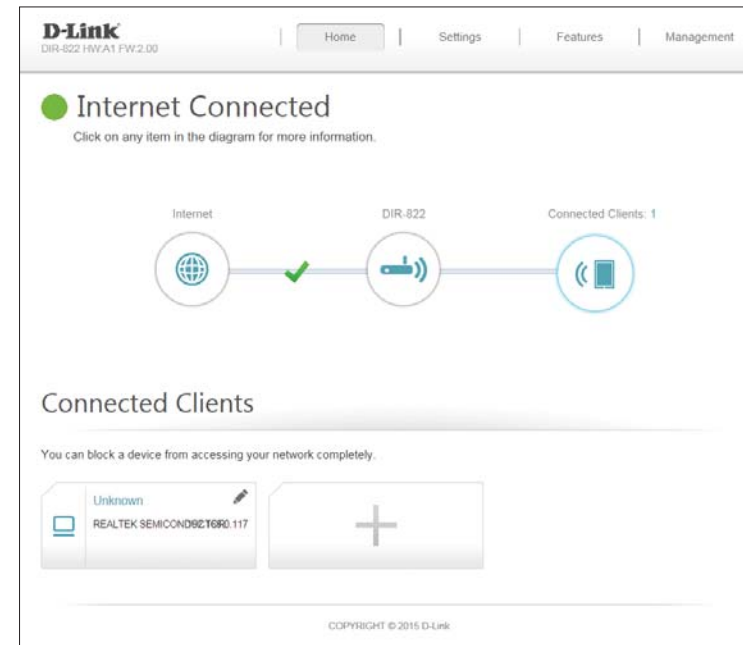 D-Link
DIR-822 HW:A1 FW:2.00
Home
Settings
Features
Management
Internet Connected
Click on any item in the diagram for more information.
Internet
DIR-822
Connected Clients: 1
Connected Clients
You can block a device from accessing your network completely.
Unknown
REALTEK
COPYRIGHT © 2015 D-Link